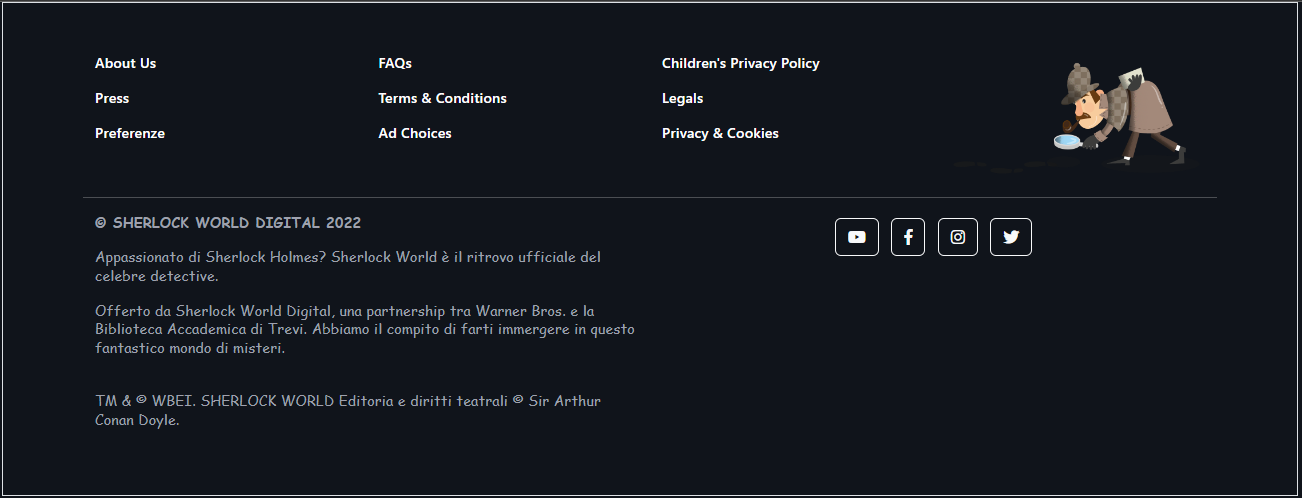 About Us
FAQs
Children's Privacy Policy
Press
Terms & Conditions
Legals
Preferenze
Ad Choices
Privacy & Cookies
© SHERLOCK WORLD DIGITAL 2022
Appassionato di Sherlock Holmes? Sherlock World è il ritrovo ufficiale del
celebre detective.
Offerto da Sherlock World Digital, una partnership tra Warner Bros. e la
Biblioteca Accademica di Trevi. Abbiamo il compito di farti immergere in questo
fantastico mondo di misteri.
TM & © WBEI. SHERLOCK WORLD Editoria e diritti teatrali © Sir Arthur
Conan Doyle.